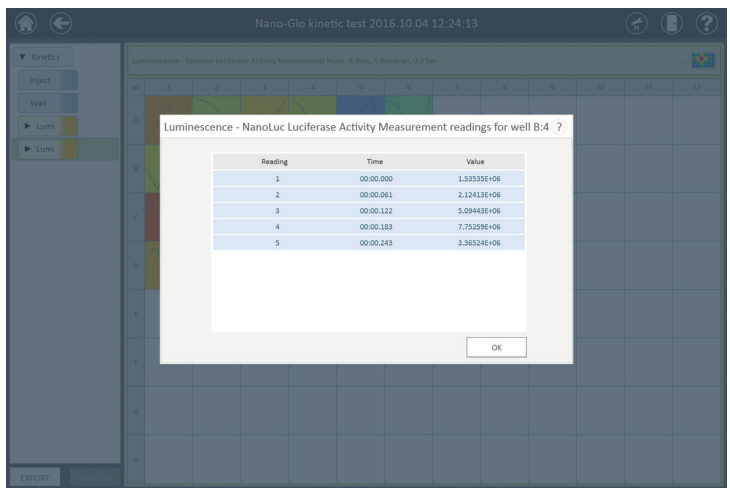 Nano-Glo kinetic test 2016.10.04 12:24:13
?
Kinetics
Luminescence - NanoLuc Luciferase Activity Measurement
5 Readings, 0.3 Sec
Inject
All 1 2 3 4 5 6 7 8 9 10 11 12
Wait
A
Lumi
Luminescence - NanoLuc Luciferase Activity Measurement readings for well B:4 ?
Lumi
Reading Time Value
B
1 00:00.000 1.53535E+06
2 00:00.061 2.12413E+06
3 00:00.122 5.09443E+06
C
4 00:00.183 7.75259E+06
5 00:00.243 3.36524E+06
D
E
OK
F
G
H
EXPORT